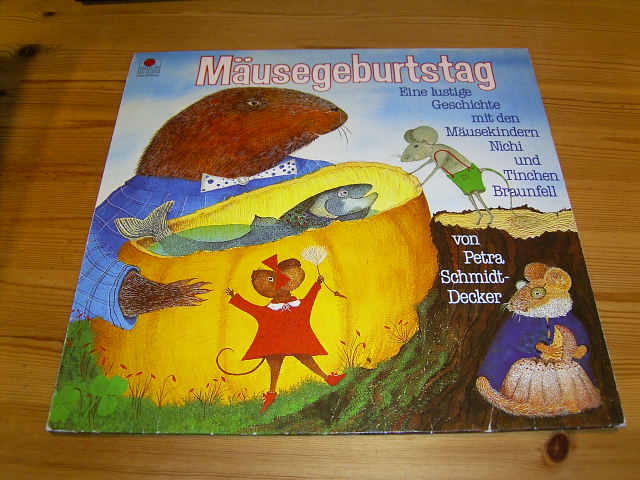 Mäusegeburtstag
Eine lustige
Geschichte
mit den
Mäusekindern
Nichi
und
Tinchen
Braunfell
von
Petra
Schmidt-
Decker